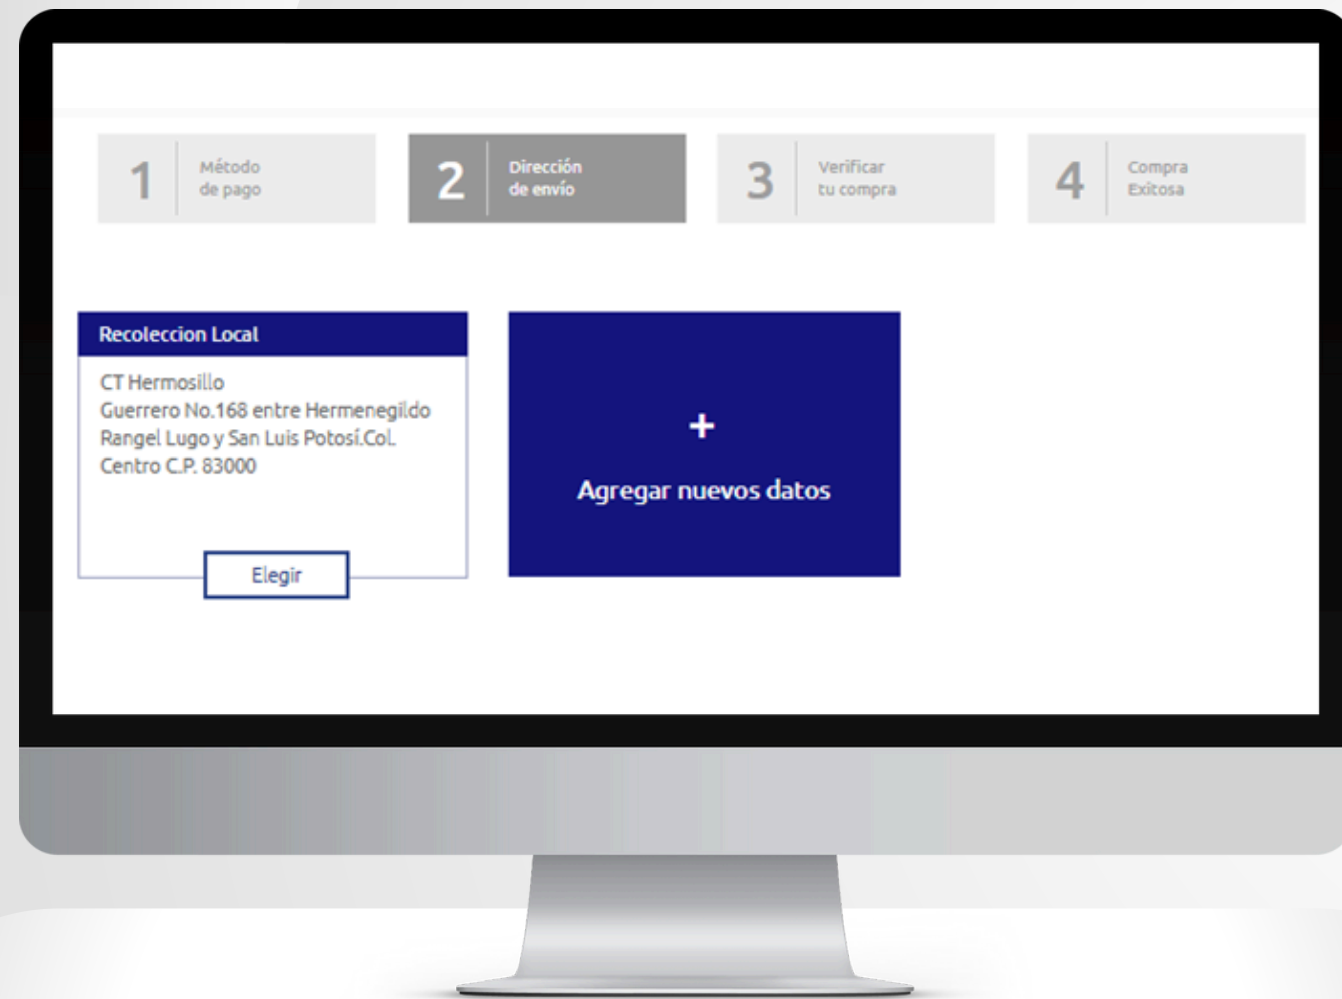 1 Método
de pago
2 Dirección
de envío
3 Verificar
tu compra
4 Compra
Exitosa
Recoleccion Local
CT Hermosillo
Guerrero No.168 entre Hermenegildo
Rangel Lugo y San Luis Potosí.Col.
Centro C.P. 83000
Elegir
+
Agregar nuevos datos